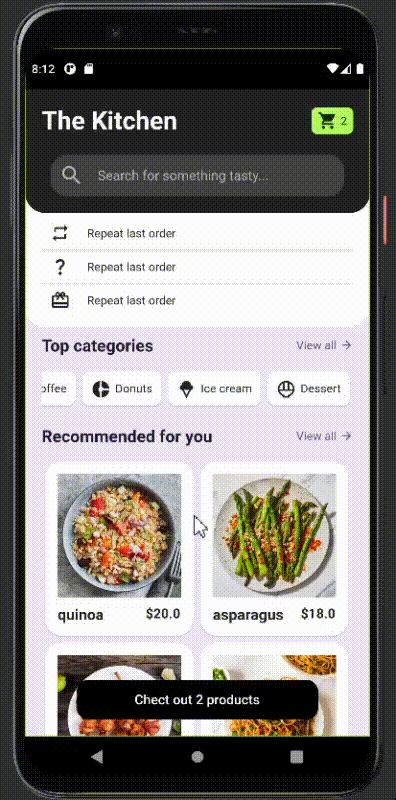 8:12
The Kitchen
2
Search for something tasty...
Repeat last order
Repeat last order
Repeat last order
Top categories
View all
offee
Donuts
Ice cream
Dessert
Recommended for you
View all
quinoa
$20.0
asparagus
$18.0
Chect out 2 products